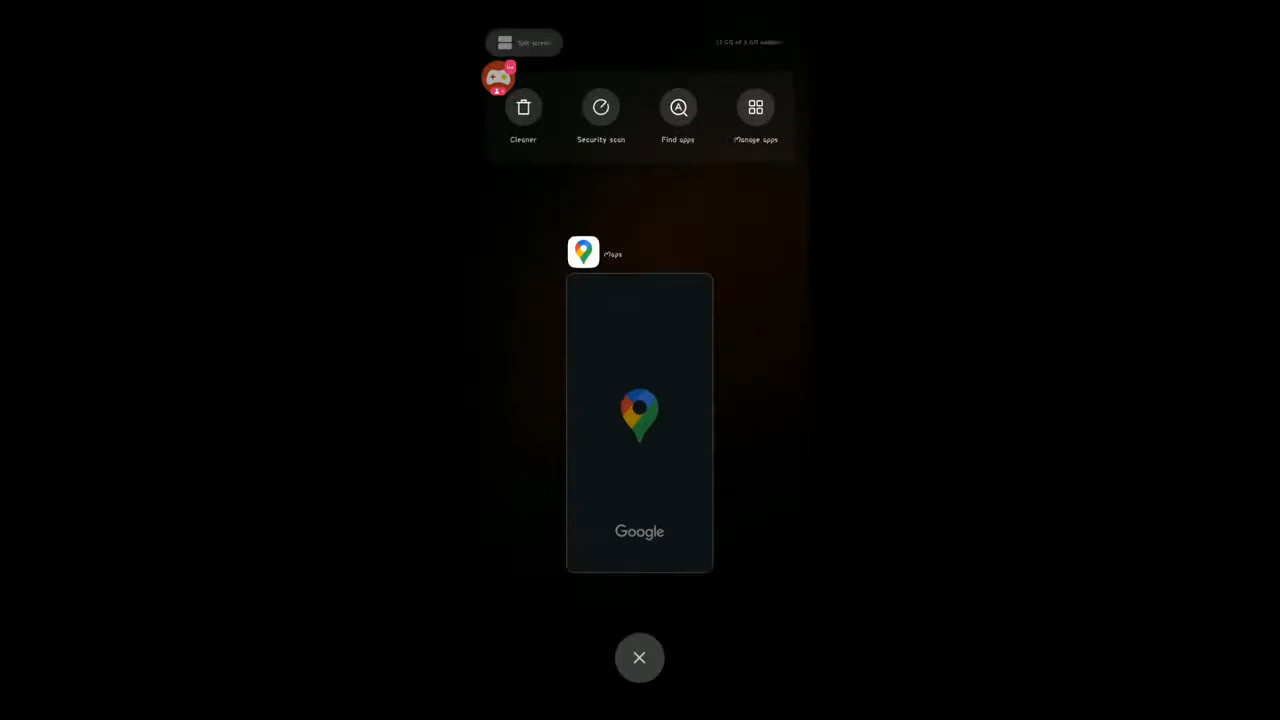 Split screen
Cleaner
Security scan
Find apps
Manage apps
Maps
Google